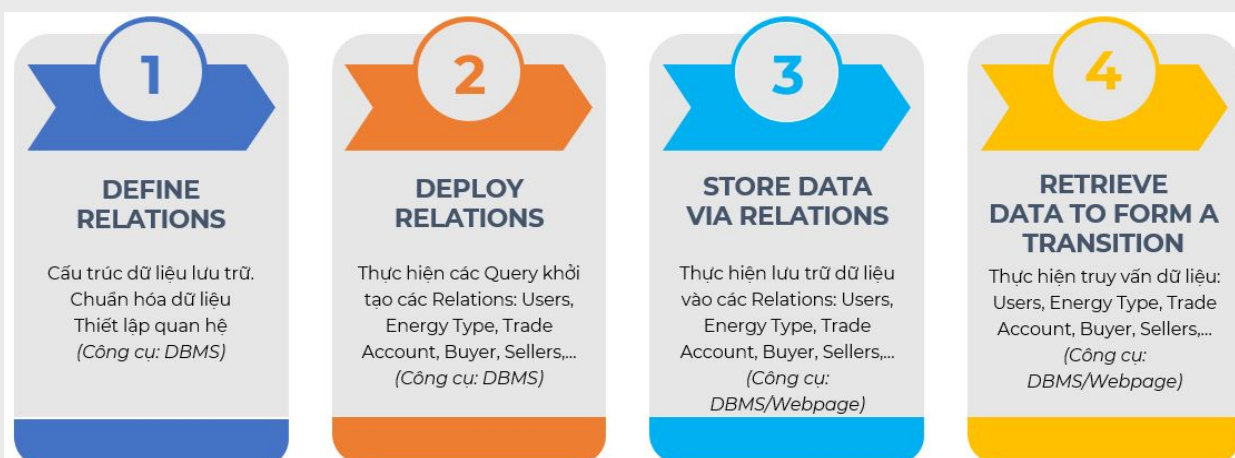 1
DEFINE
RELATIONS
Cấu trúc dữ liệu lưu trữ.
Chuẩn hóa dữ liệu
Thiết lập quan hệ
(Công cụ: DBMS)
2
DEPLOY
RELATIONS
Thực hiện các Query khởi
tạo các Relations: Users,
Energy Type, Trade
Account, Buyer, Sellers,...
(Công cụ: DBMS)
3
STORE DATA
VIA RELATIONS
Thực hiện lưu trữ dữ liệu
vào các Relations: Users,
Energy Type, Trade
Account, Buyer, Sellers,...
(Công cụ:
DBMS/Webpage)
4
RETRIEVE
DATA TO FORM A
TRANSITION
Thực hiện truy vấn dữ liệu:
Users, Energy Type, Trade
Account, Buyer, Sellers,...
(Công cụ:
DBMS/Webpage)